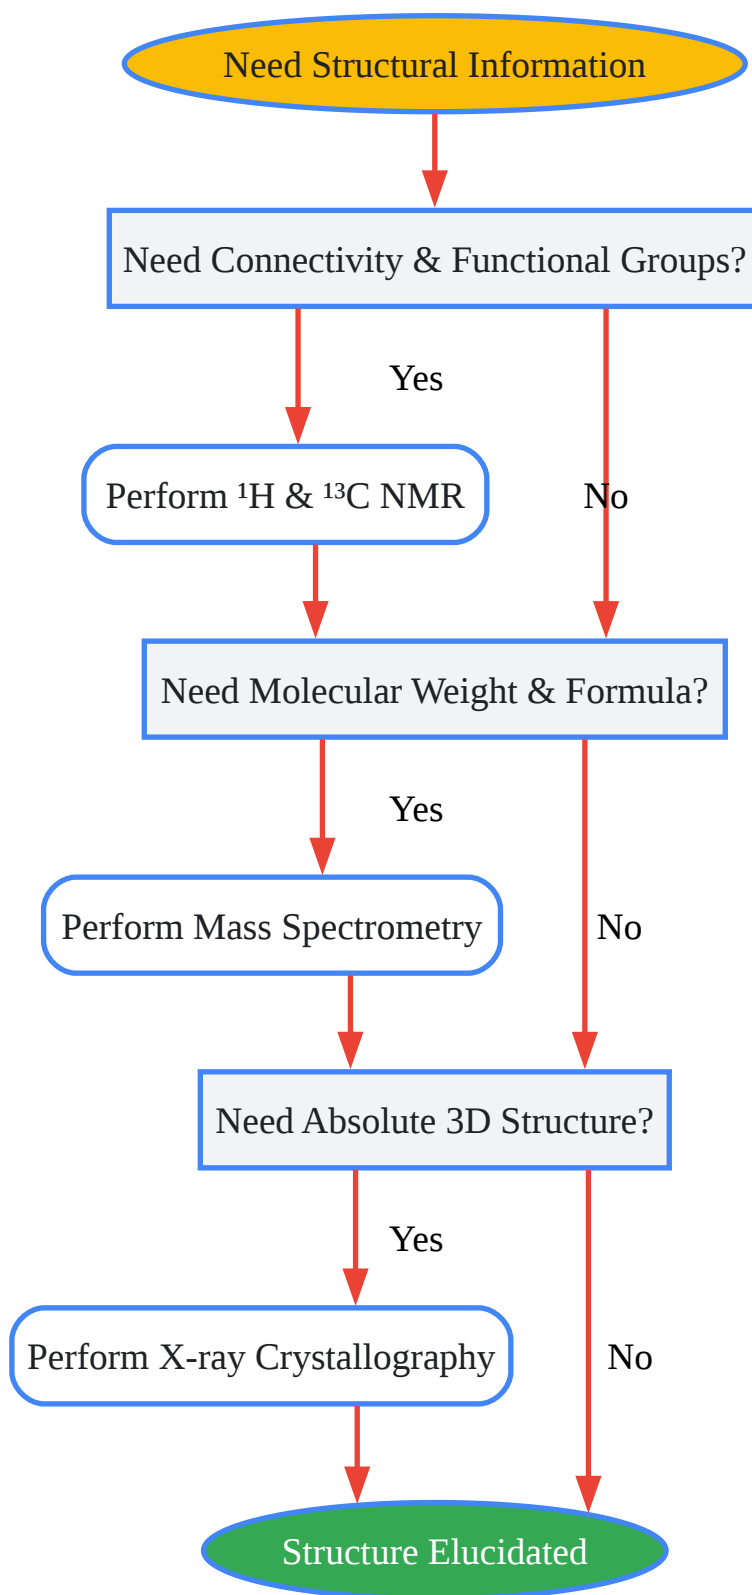 Need Structural Information
Need Connectivity & Functional Groups?
Yes
Perform ¹H & ¹³C NMR
No
Need Molecular Weight & Formula?
Yes
Perform Mass Spectrometry
No
Need Absolute 3D Structure?
Yes
Perform X-ray Crystallography
No
Structure Elucidated